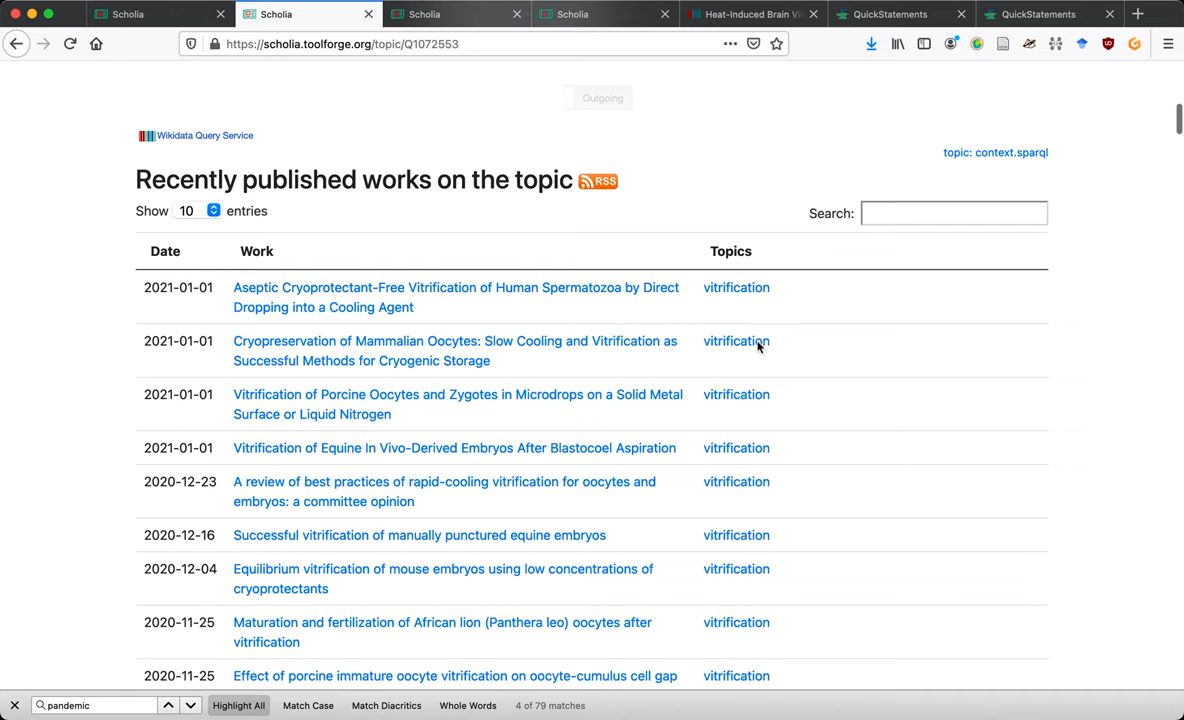 Scholia
Scholia
Scholia
Scholia
Heat-Induced Brain Vi
QuickStatements
QuickStatements
https://scholia.toolforge.org/topic/Q1072553
Outgoing
Wikidata Query Service
topic: context.sparql
Recently published works on the topic RSS
Show 10 entries
Search:
Date Work Topics
2021-01-01 Aseptic Cryoprotectant-Free Vitrification of Human Spermatozoa by Direct vitrification
Dropping into a Cooling Agent
2021-01-01 Cryopreservation of Mammalian Oocytes: Slow Cooling and Vitrification as vitrification
Successful Methods for Cryogenic Storage
2021-01-01 Vitrification of Porcine Oocytes and Zygotes in Microdrops on a Solid Metal vitrification
Surface or Liquid Nitrogen
2021-01-01 Vitrification of Equine In Vivo-Derived Embryos After Blastocoel Aspiration vitrification
2020-12-23 A review of best practices of rapid-cooling vitrification for oocytes and vitrification
embryos: a committee opinion
2020-12-16 Successful vitrification of manually punctured equine embryos vitrification
2020-12-04 Equilibrium vitrification of mouse embryos using low concentrations of vitrification
cryoprotectants
2020-11-25 Maturation and fertilization of African lion (Panthera leo) oocytes after vitrification
vitrification
2020-11-25 Effect of porcine immature oocyte vitrification on oocyte-cumulus cell gap vitrification
pandemic Highlight All Match Case Match Diacritics Whole Words 4 of 79 matches